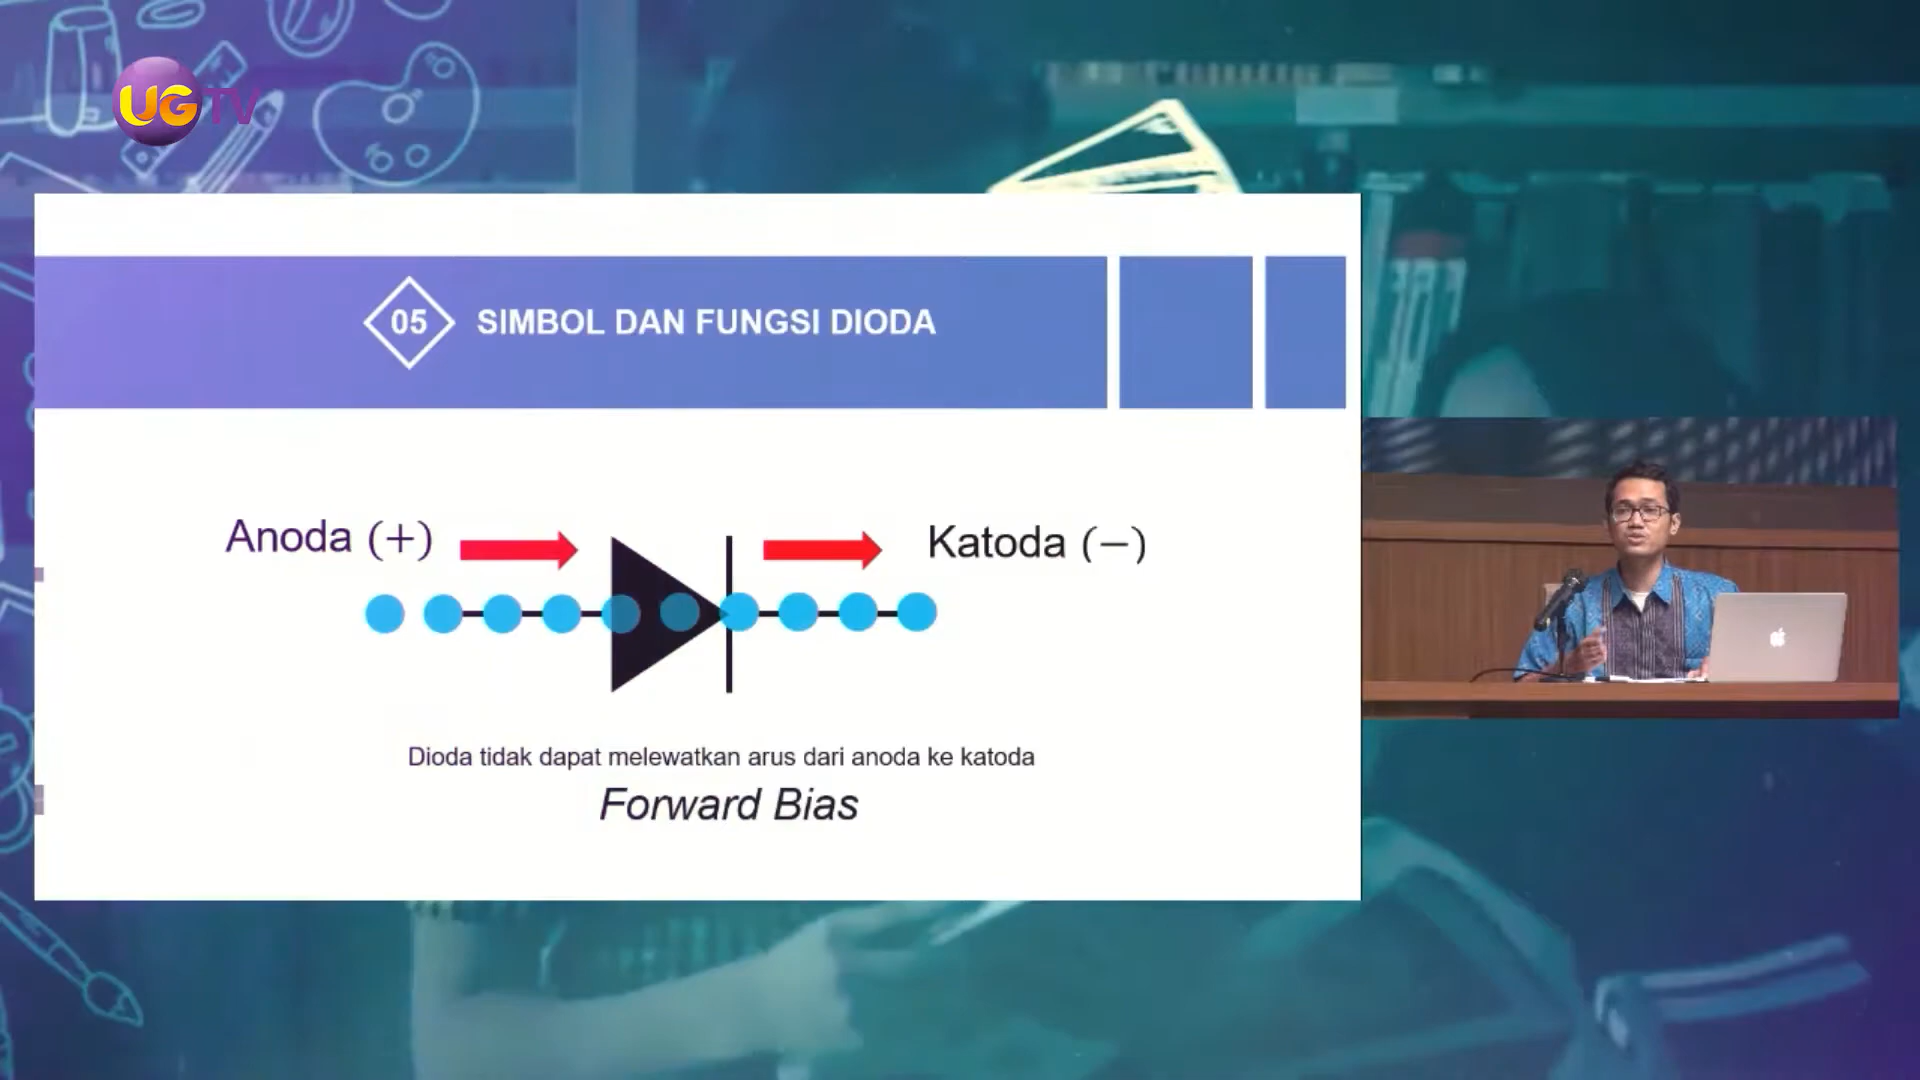 UGTV
05 SIMBOL DAN FUNGSI DIODA
Anoda (+) Katoda (−)
Dioda tidak dapat melewatkan arus dari anoda ke katoda
Forward Bias